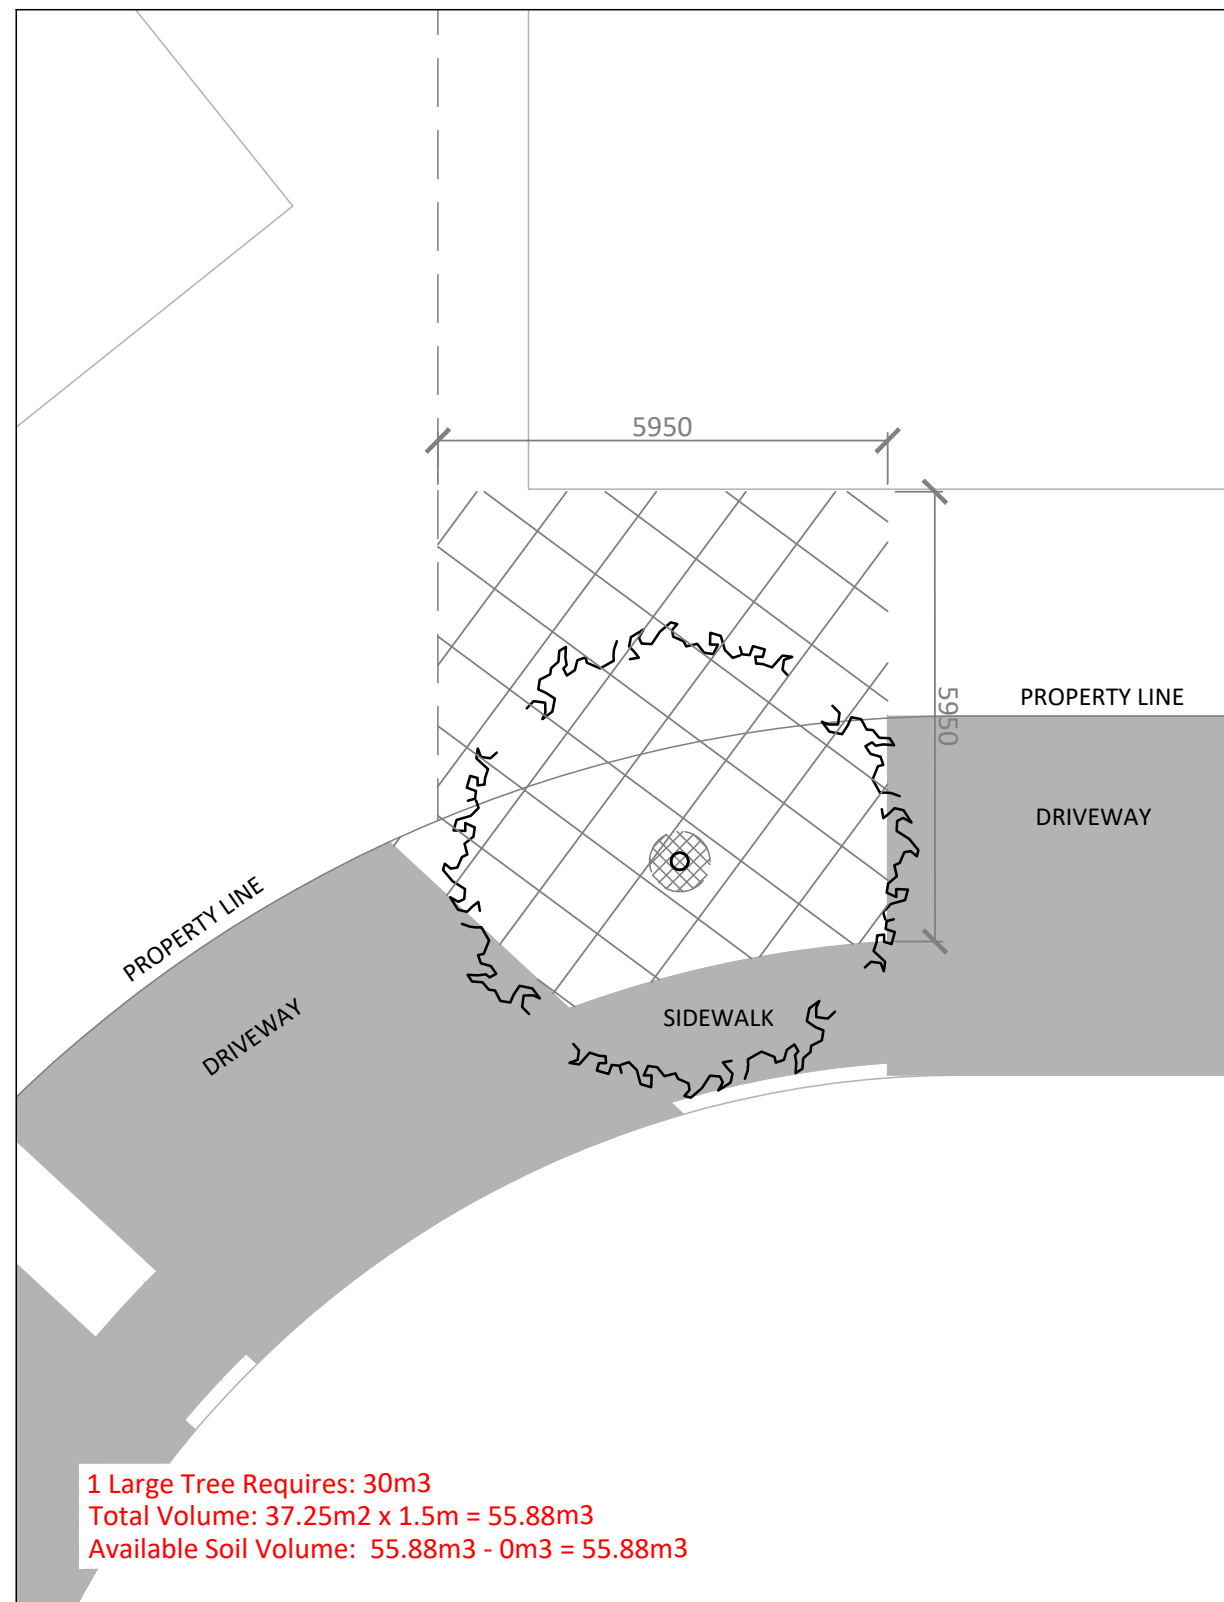 5950
5950
PROPERTY LINE
DRIVEWAY
PROPERTY LINE
DRIVEWAY
SIDEWALK
1 Large Tree Requires: 30m3
Total Volume: 37.25m2 x 1.5m = 55.88m3
Available Soil Volume:  55.88m3 - 0m3 = 55.88m3